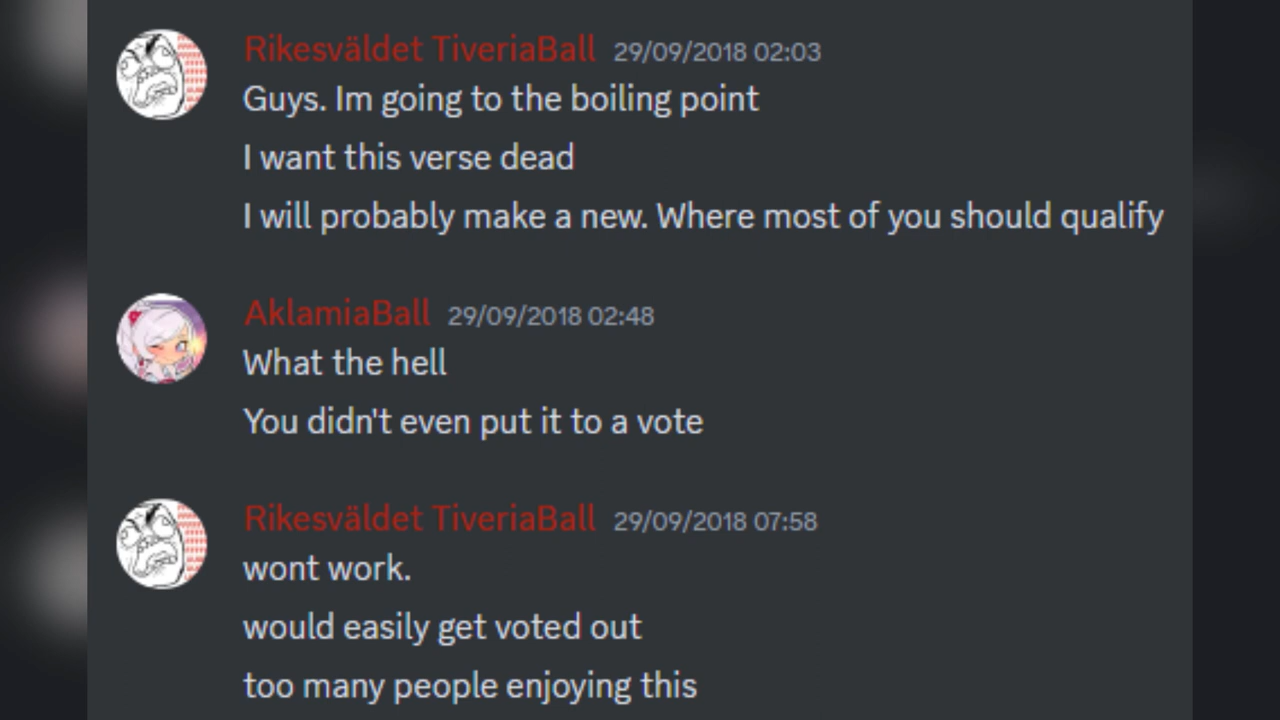 Rikesväldet TiveriaBall 29/09/2018 02:03
Guys. Im going to the boiling point
I want this verse dead
I will probably make a new. Where most of you should qualify
AklamiaBall 29/09/2018 02:48
What the hell
You didn't even put it to a vote
Rikesväldet TiveriaBall 29/09/2018 07:58
wont work.
would easily get voted out
too many people enjoying this